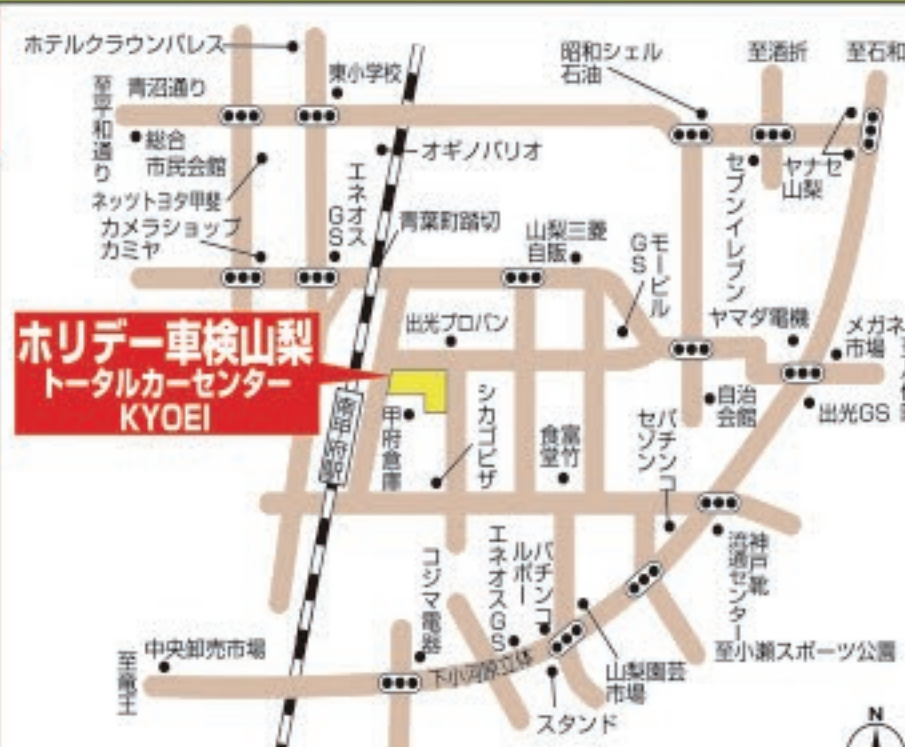 ホテルクラウンパレス
昭和シェル
石油
至酒折
至石和
東小学校
至平和通り
青沼通り
総合
市民会館
オギノバリオ
ネッツトヨタ甲斐
エネオス
GS
セブンイレブン
ヤナセ
山梨
カメラショップ
カミヤ
青葉町踏切
山梨三菱
自販
モービル
GS
ホリデー車検山梨
トータルカーセンター
KYOEI
出光プロパン
ヤマダ電機
メガネ
市場
南甲府駅
甲府倉庫
シカゴピザ
富竹
食堂
パチンコ
セゾン
自治
会館
出光GS
コジマ電器
エネオスGS
パチンコ
ルポー
神戸靴
流通センター
至竜王
中央卸売市場
下小河原立体
山梨園芸
市場
至小瀬スポーツ公園
スタンド
N